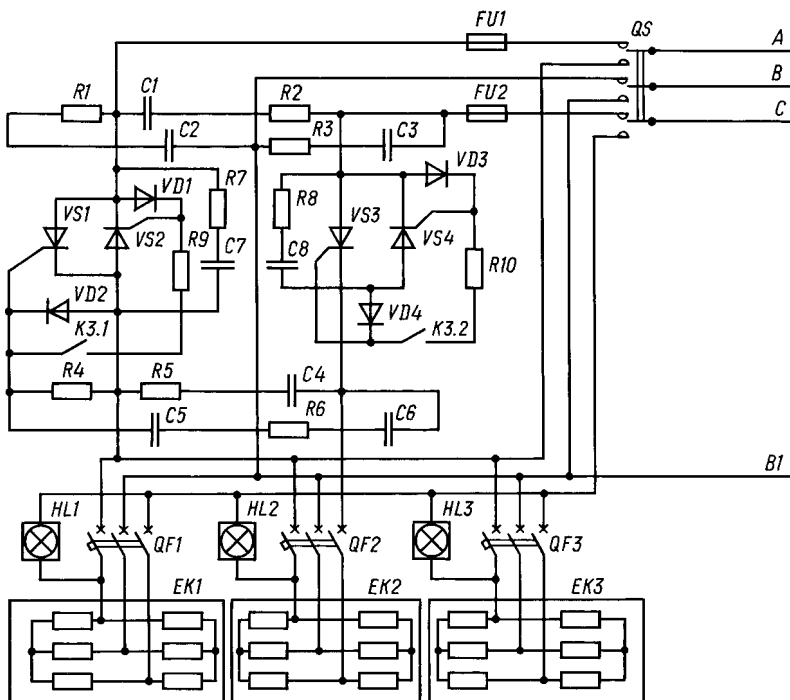 FU1 QS A
B
R1 C1 R2 FU2 C
C2 R3 C3
VD1 R7 VD3
VS1 R8 VS3
VS2 R9 C7 C8 VS4 R10
VD2 VD4
K3.1 K3.2
R4 R5 C4
C5 R6 C6
B1
HL1 HL2 HL3
QF1 QF2 QF3
EK1 EK2 EK3